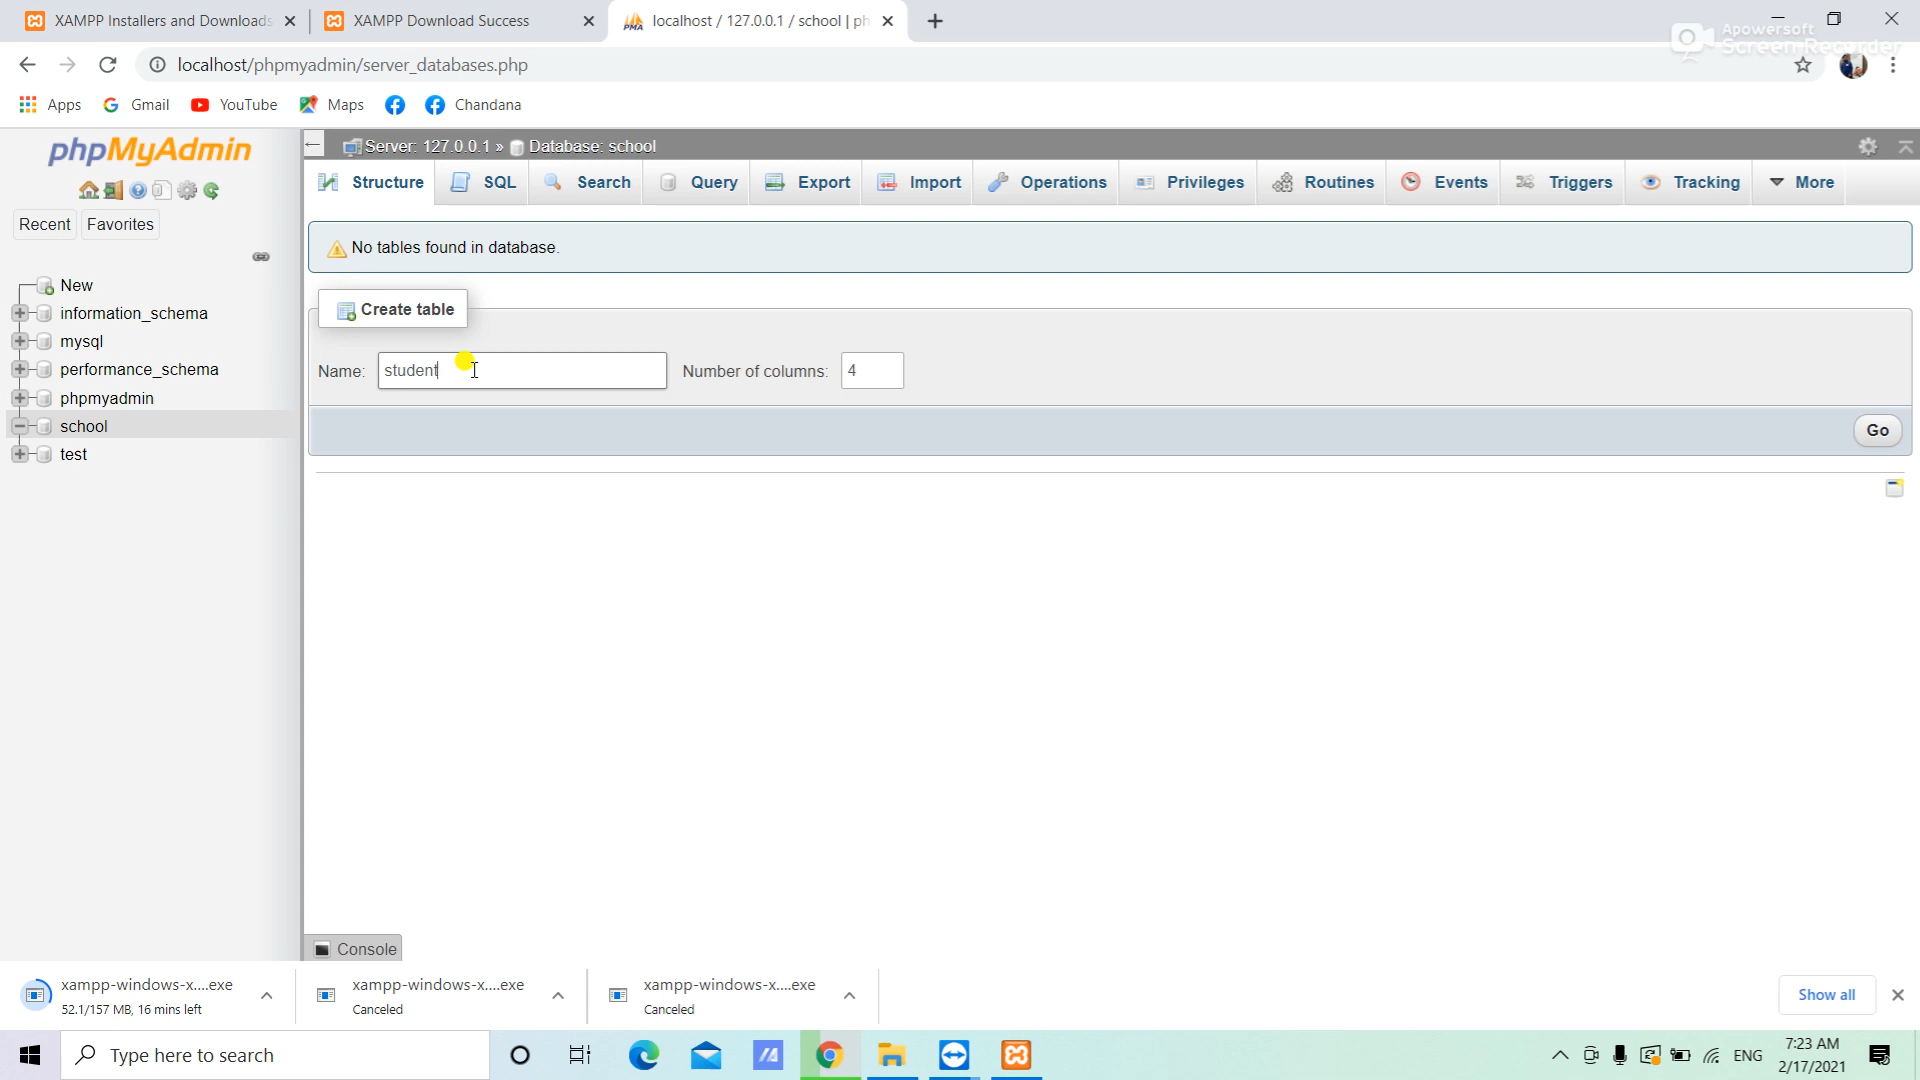 XAMPP Installers and Downloads
XAMPP Download Success
localhost / 127.0.0.1 / school | ph
Apowersoft
Screen Recorder
localhost/phpmyadmin/server_databases.php
Apps
Gmail
YouTube
Maps
Chandana
phpMyAdmin
Server: 127.0.0.1 » Database: school
Structure
SQL
Search
Query
Export
Import
Operations
Privileges
Routines
Events
Triggers
Tracking
More
Recent
Favorites
New
information_schema
mysql
performance_schema
phpmyadmin
school
test
No tables found in database.
Create table
Name: student
Number of columns: 4
Go
Console
xampp-windows-x....exe
52.1/157 MB, 16 mins left
xampp-windows-x....exe
Canceled
xampp-windows-x....exe
Canceled
Show all
Type here to search
ENG
7:23 AM
2/17/2021